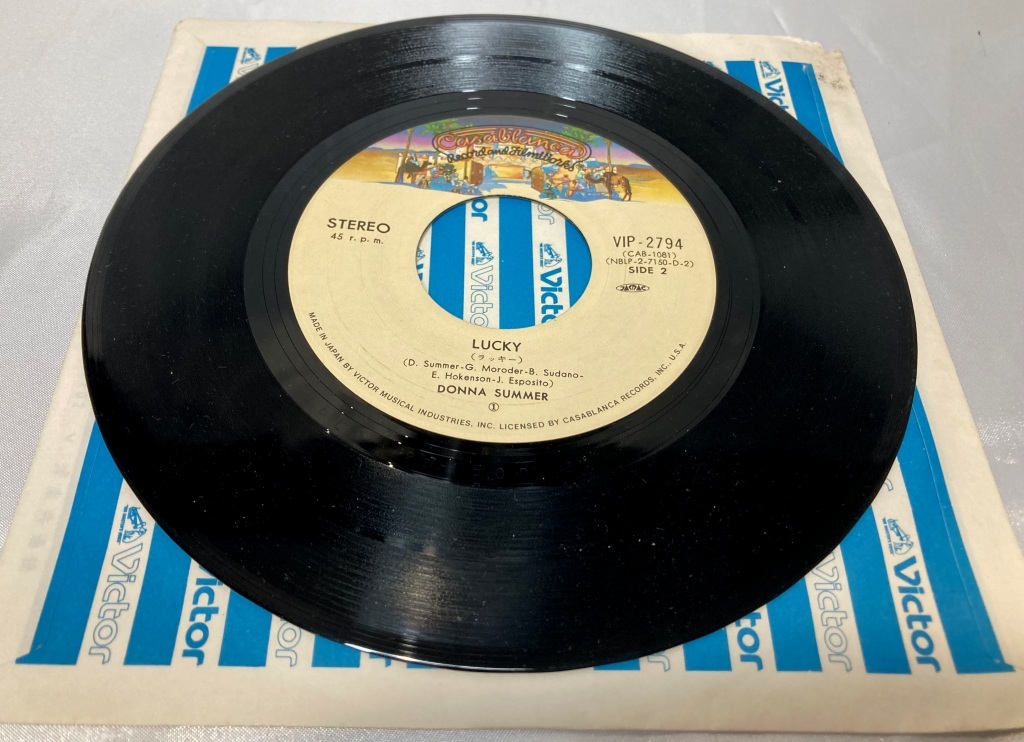 Casablanca
Record and FilmWorks
STEREO
45 r.p.m.
VIP-2794
(CAB-1081)
(NBLP-2-7150-D-2)
SIDE 2
JASRAC
LUCKY
(ラッキー)
(D. Summer-G. Moroder-B. Sudano-
E. Hokenson-J. Esposito)
DONNA SUMMER
①
MADE IN JAPAN BY VICTOR MUSICAL INDUSTRIES, INC. LICENSED BY CASABLANCA RECORDS, INC., U.S.A.
Victor
Victor
Victor
Victor
Victor
Victor
Victor